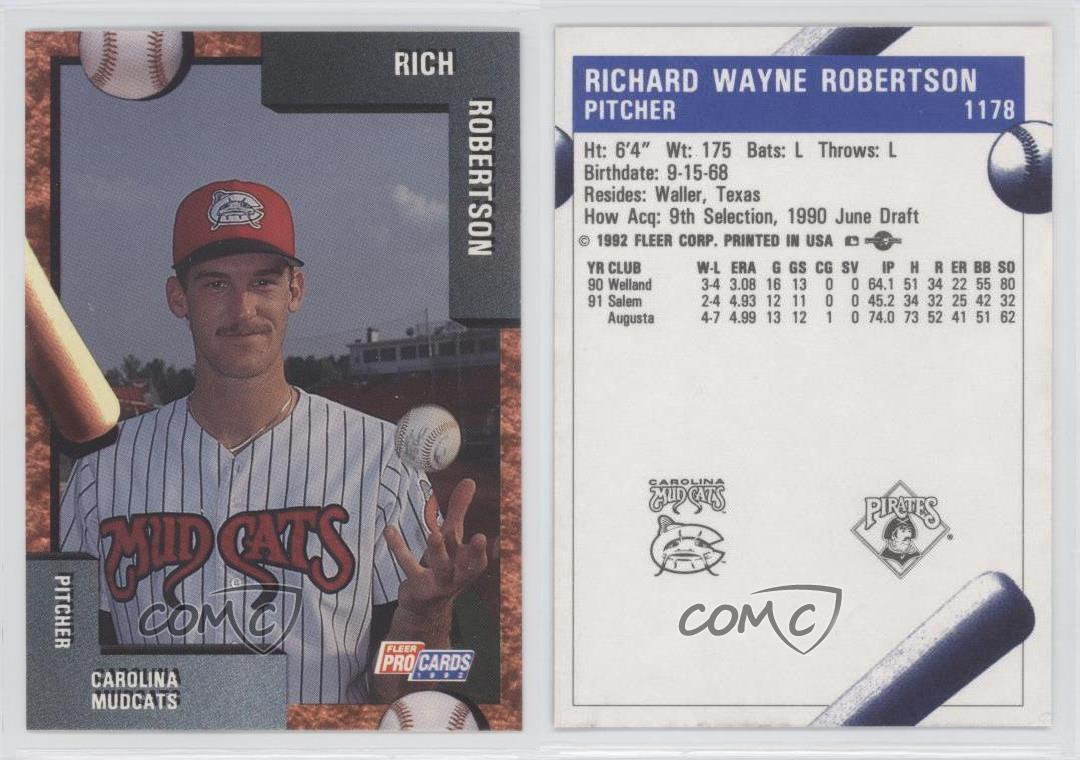 RICH
ROBERTSON
MUD CATS
PITCHER
CAROLINA
MUDCATS
FLEER
PRO CARDS
1992
COMC
RICHARD WAYNE ROBERTSON
PITCHER 1178
Ht: 6'4" Wt: 175 Bats: L Throws: L
Birthdate: 9-15-68
Resides: Waller, Texas
How Acq: 9th Selection, 1990 June Draft
© 1992 FLEER CORP. PRINTED IN USA
YR CLUB W-L ERA G GS CG SV IP H R ER BB SO
90 Welland 3-4 3.08 16 13 0 0 64.1 51 34 22 55 80
91 Salem 2-4 4.93 12 11 0 0 45.2 34 32 25 42 32
Augusta 4-7 4.99 13 12 1 0 74.0 73 52 41 51 62
CAROLINA
MUD CATS
PIRATES
®
COMC